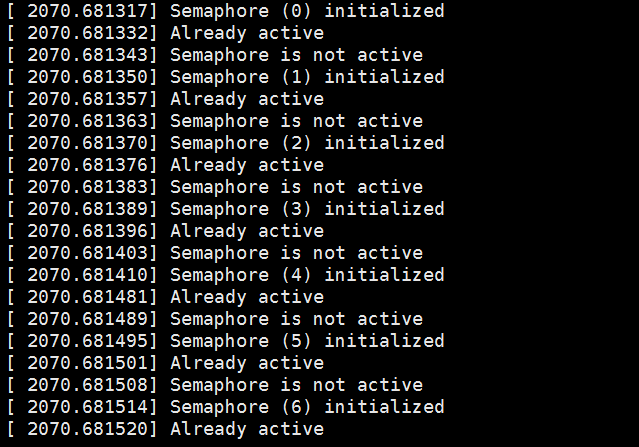 [ 2070.681317] Semaphore (0) initialized
[ 2070.681332] Already active
[ 2070.681343] Semaphore is not active
[ 2070.681350] Semaphore (1) initialized
[ 2070.681357] Already active
[ 2070.681363] Semaphore is not active
[ 2070.681370] Semaphore (2) initialized
[ 2070.681376] Already active
[ 2070.681383] Semaphore is not active
[ 2070.681389] Semaphore (3) initialized
[ 2070.681396] Already active
[ 2070.681403] Semaphore is not active
[ 2070.681410] Semaphore (4) initialized
[ 2070.681481] Already active
[ 2070.681489] Semaphore is not active
[ 2070.681495] Semaphore (5) initialized
[ 2070.681501] Already active
[ 2070.681508] Semaphore is not active
[ 2070.681514] Semaphore (6) initialized
[ 2070.681520] Already active